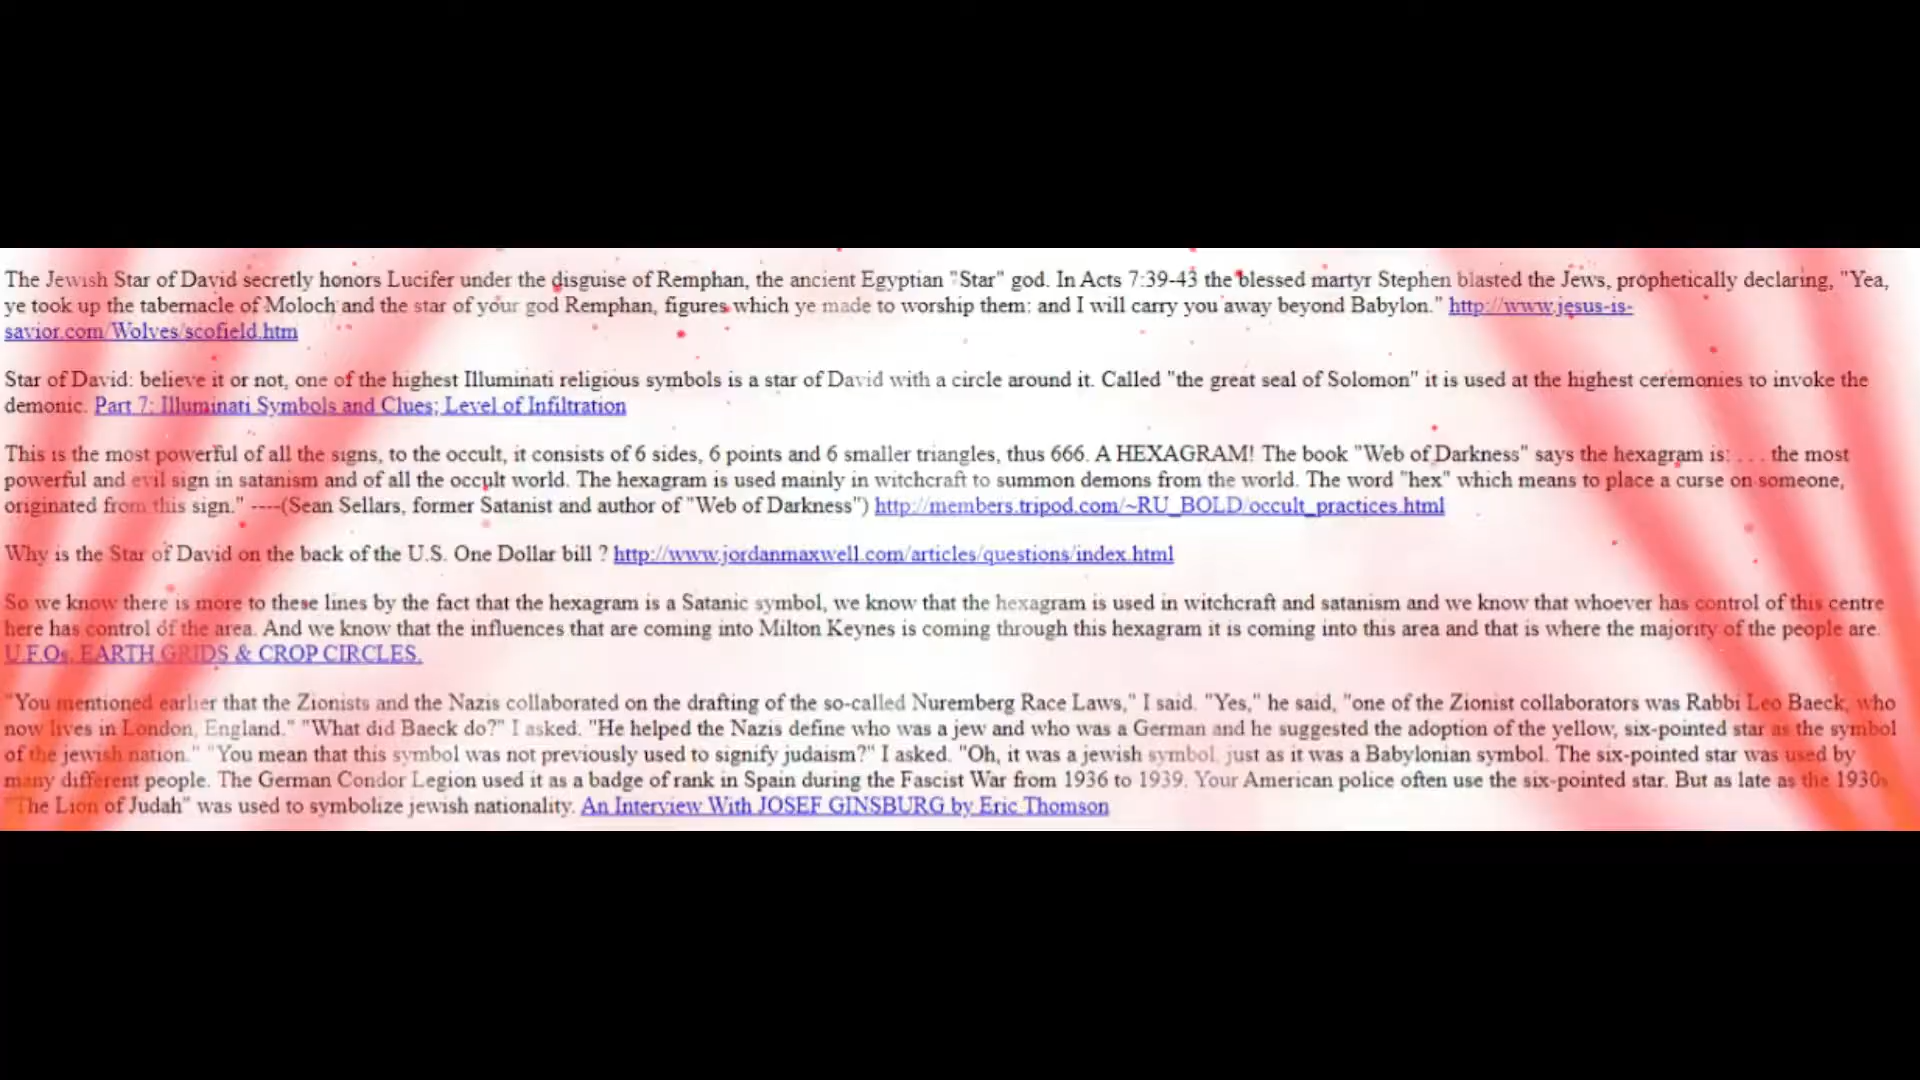 The Jewish Star of David secretly honors Lucifer under the disguise of Remphan, the ancient Egyptian "Star" god. In Acts 7:39-43 the blessed martyr Stephen blasted the Jews, prophetically declaring, "Yea,
ye took up the tabernacle of Moloch and the star of your god Remphan, figures which ye made to worship them: and I will carry you away beyond Babylon." http://www.jesus-is-
savior.com/Wolves/scofield.htm
Star of David: believe it or not, one of the highest Illuminati religious symbols is a star of David with a circle around it. Called "the great seal of Solomon" it is used at the highest ceremonies to invoke the
demonic. Part 7: Illuminati Symbols and Clues; Level of Infiltration
This is the most powerful of all the signs, to the occult, it consists of 6 sides, 6 points and 6 smaller triangles, thus 666. A HEXAGRAM! The book "Web of Darkness" says the hexagram is: . . . the most
powerful and evil sign in satanism and of all the occult world. The hexagram is used mainly in witchcraft to summon demons from the world. The word "hex" which means to place a curse on someone,
originated from this sign." ----(Sean Sellars, former Satanist and author of "Web of Darkness") http://members.tripod.com/~RU_BOLD/occult_practices.html
Why is the Star of David on the back of the U.S. One Dollar bill ? http://www.jordanmaxwell.com/articles/questions/index.html
So we know there is more to these lines by the fact that the hexagram is a Satanic symbol, we know that the hexagram is used in witchcraft and satanism and we know that whoever has control of this centre
here has control of the area. And we know that the influences that are coming into Milton Keynes is coming through this hexagram it is coming into this area and that is where the majority of the people are.
U.F.Os, EARTH GRIDS & CROP CIRCLES.
"You mentioned earlier that the Zionists and the Nazis collaborated on the drafting of the so-called Nuremberg Race Laws," I said. "Yes," he said, "one of the Zionist collaborators was Rabbi Leo Baeck, who
now lives in London, England." "What did Baeck do?" I asked. "He helped the Nazis define who was a jew and who was a German and he suggested the adoption of the yellow, six-pointed star as the symbol
of the jewish nation." "You mean that this symbol was not previously used to signify judaism?" I asked. "Oh, it was a jewish symbol, just as it was a Babylonian symbol. The six-pointed star was used by
many different people. The German Condor Legion used it as a badge of rank in Spain during the Fascist War from 1936 to 1939. Your American police often use the six-pointed star. But as late as the 1930s
"The Lion of Judah" was used to symbolize jewish nationality. An Interview With JOSEF GINSBURG by Eric Thomson